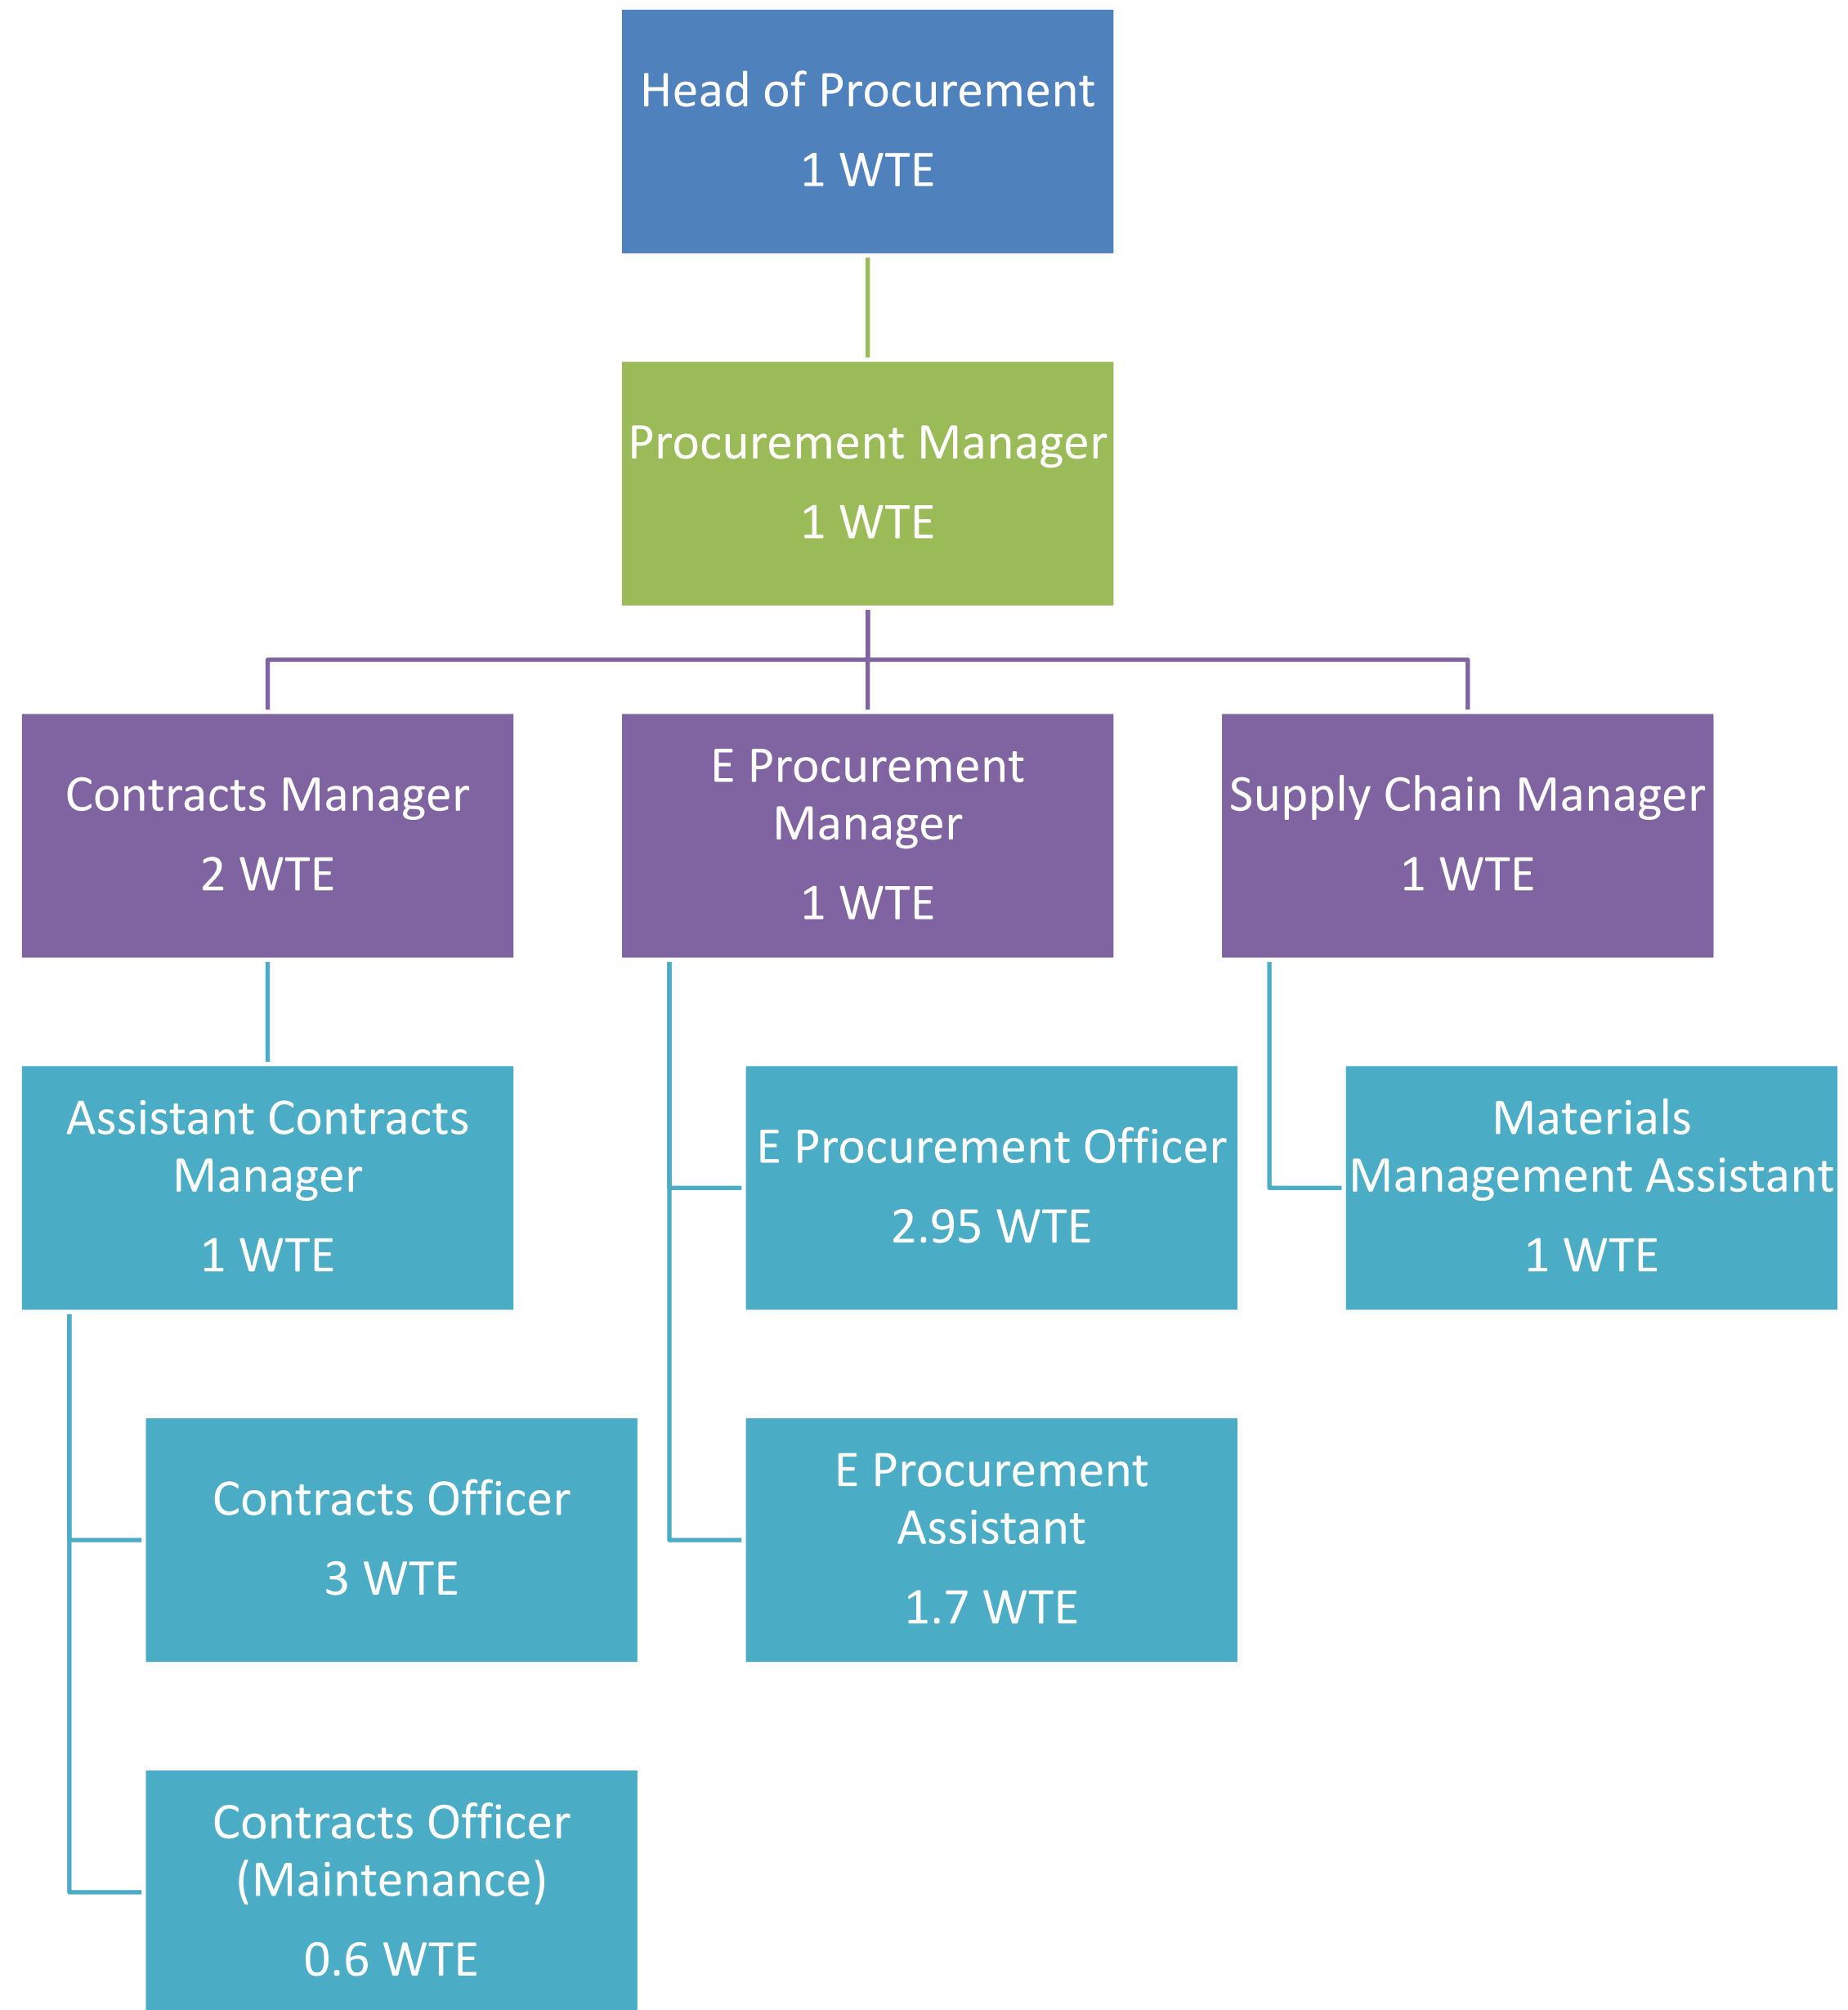 Head of Procurement
1 WTE
Procurement Manager
1 WTE
Contracts Manager
2 WTE
E Procurement
Manager
1 WTE
Supply Chain Manager
1 WTE
Assistant Contracts
Manager
1 WTE
E Procurement Officer
2.95 WTE
Materials
Management Assistant
1 WTE
Contracts Officer
3 WTE
E Procurement
Assistant
1.7 WTE
Contracts Officer
(Maintenance)
0.6 WTE